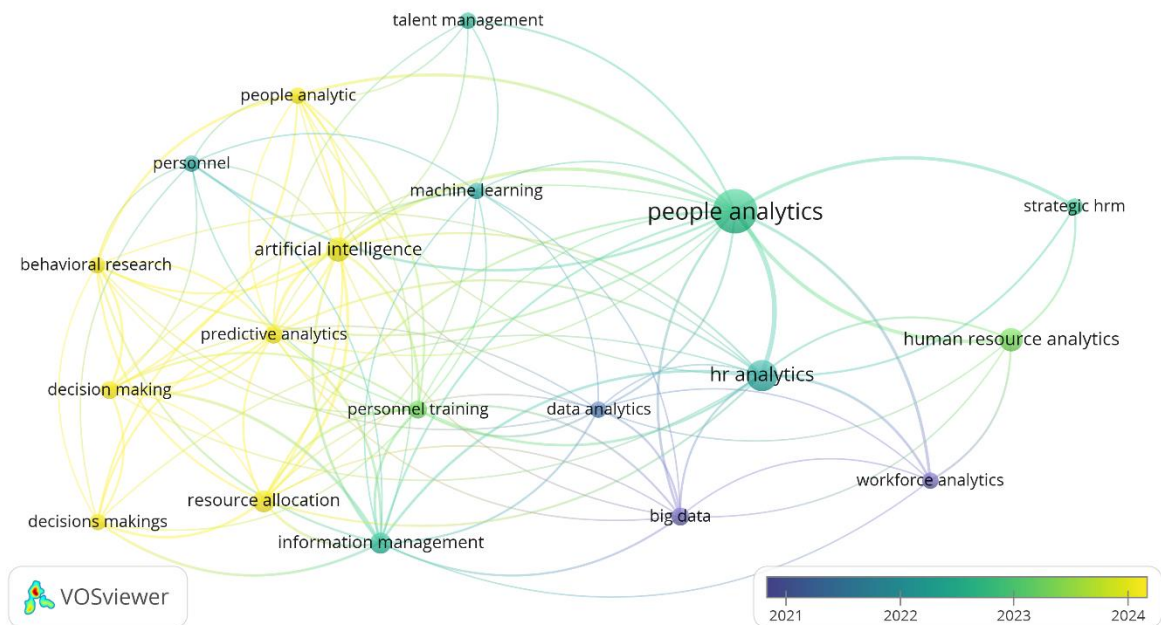 talent management
people analytic
personnel
machine learning
people analytics
strategic hrm
artificial intelligence
behavioral research
predictive analytics
human resource analytics
hr analytics
decision making
personnel training
data analytics
workforce analytics
resource allocation
big data
decisions makings
information management
VOSviewer
2021 2022 2023 2024